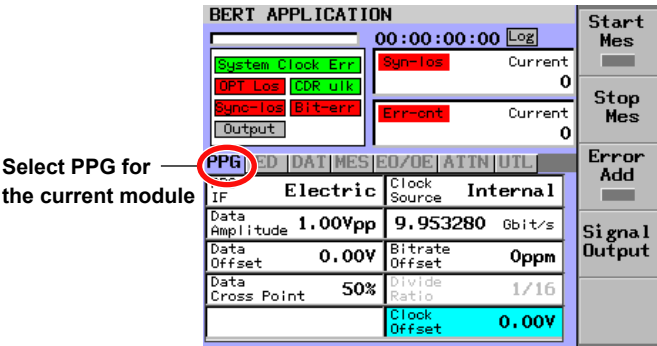 BERT APPLICATION
00:00:00:00 Log
System Clock Err
OPT Los CDR ulk
Sync-los Bit-err
Output
Syn-los Current
0
Err-cnt Current
0
Start
Mes
Stop
Mes
Error
Add
Signal
Output
Select PPG for
the current module
PPG ED DAT MES EO/OE ATTN UTL
IF Electric
Clock
Source Internal
Data
Amplitude 1.00Vpp
9.953280 Gbit/s
Data
Offset 0.00V
Bitrate
Offset 0ppm
Data
Cross Point 50%
Divide
Ratio 1/16
Clock
Offset 0.00V